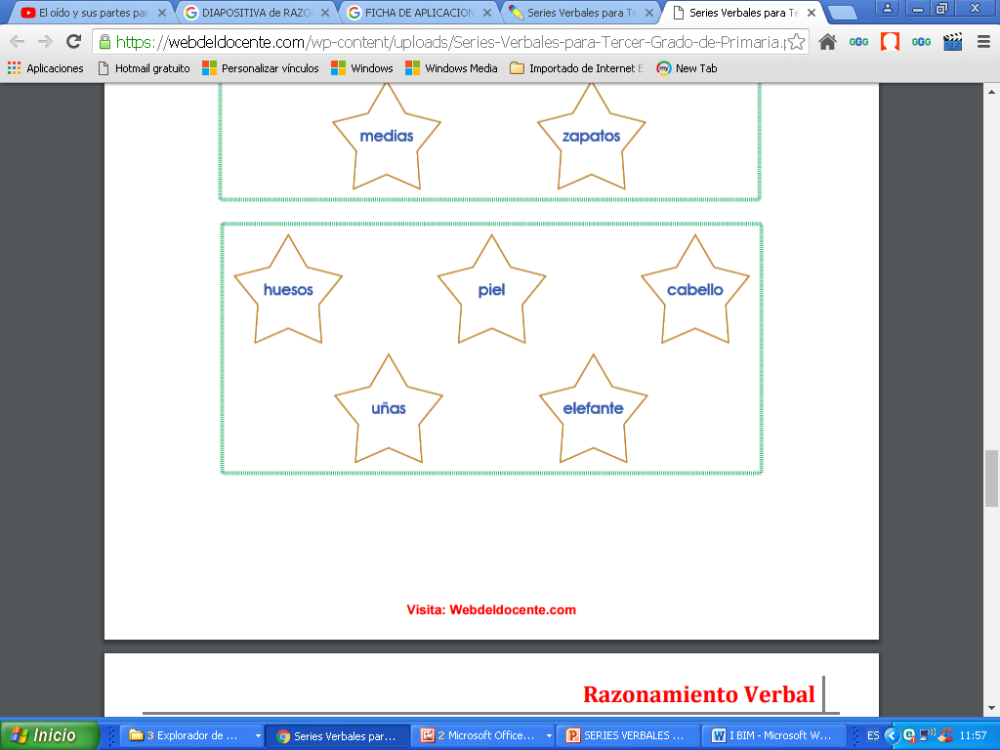 El oído y sus partes par
DIAPOSITIVA de RAZO
FICHA DE APLICACION
Series Verbales para Te
Series Verbales para Te
https://webdeldocente.com/wp-content/uploads/Series-Verbales-para-Tercer-Grado-de-Primaria.p
Aplicaciones Hotmail gratuito Personalizar vínculos Windows Windows Media Importado de Internet E New Tab
medias zapatos
huesos piel cabello
uñas elefante
Visita: Webdeldocente.com
Razonamiento Verbal
Inicio 3 Explorador de ... Series Verbales par... 2 Microsoft Office... SERIES VERBALES ... I BIM - Microsoft W... ES 11:57